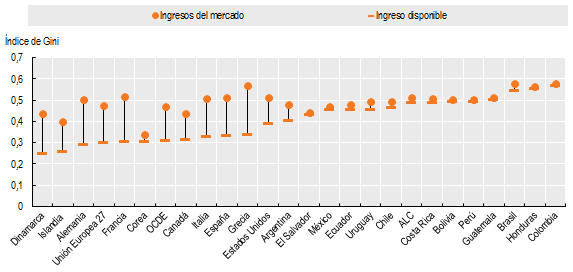 Ingresos del mercado
Ingreso disponible
Índice de Gini
0,7
0,6
0,5
0,4
0,3
0,2
0,1
0
Dinamarca
Islandia
Alemania
Unión Europea 27
Francia
Corea
OCDE
Canadá
Italia
España
Grecia
Estados Unidos
Argentina
El Salvador
México
Ecuador
Uruguay
Chile
ALC
Costa Rica
Bolivia
Perú
Guatemala
Brasil
Honduras
Colombia